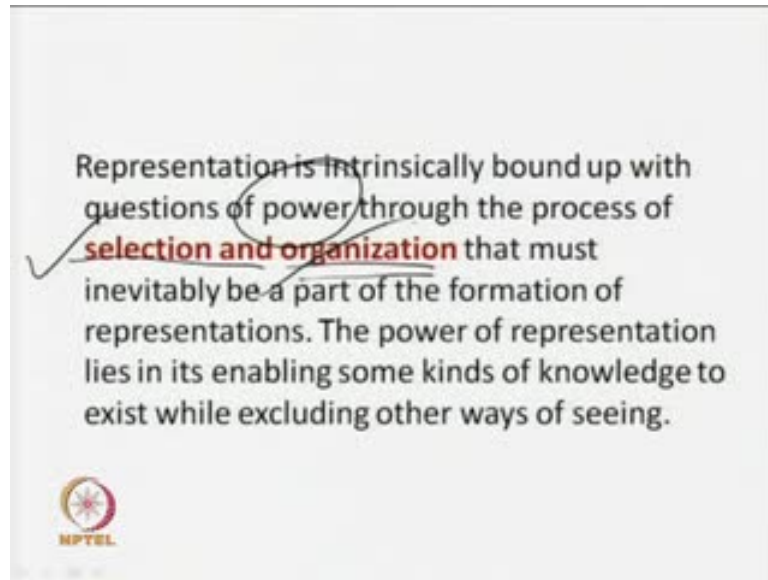 Representation is intrinsically bound up with
questions of power through the process of
selection and organization that must
inevitably be a part of the formation of
representations. The power of representation
lies in its enabling some kinds of knowledge to
exist while excluding other ways of seeing.
NPTEL